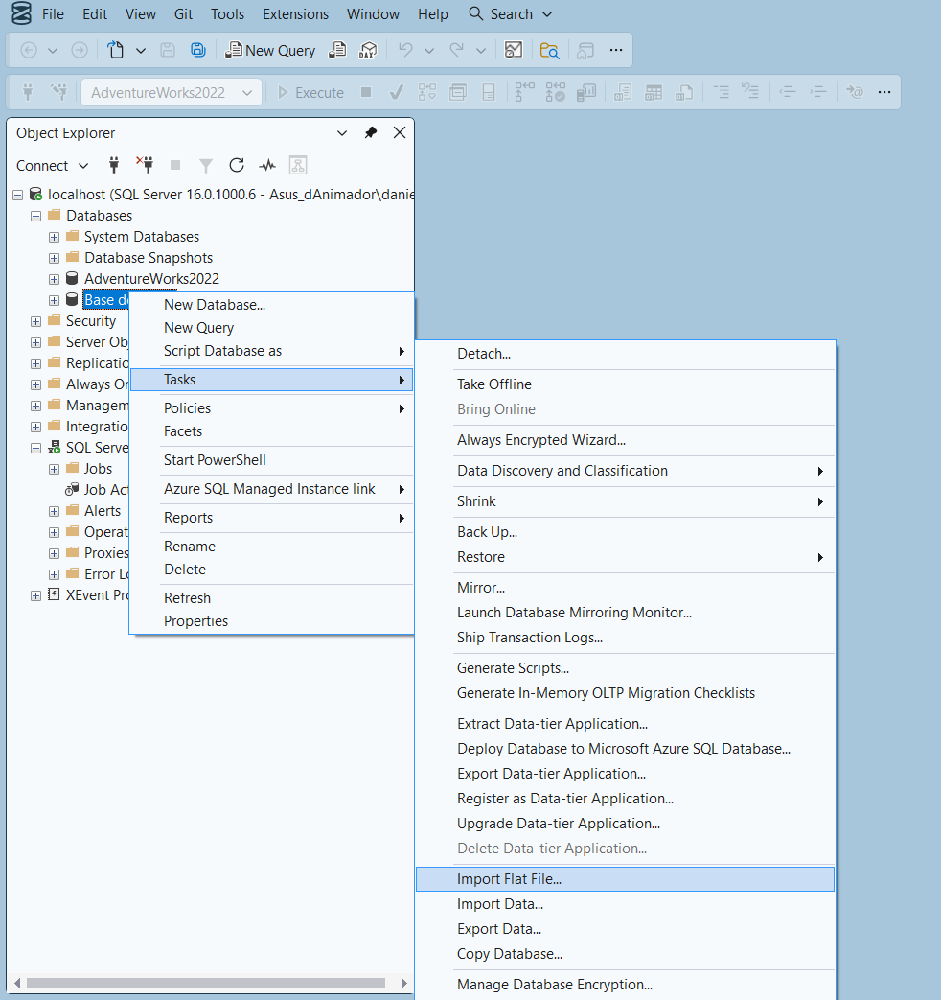 File Edit View Git Tools Extensions Window Help Search
New Query DAX
AdventureWorks2022 Execute
Object Explorer
Connect
localhost (SQL Server 16.0.1000.6 - Asus_dAnimador\danie
Databases
System Databases
Database Snapshots
AdventureWorks2022
Base de
Security
Server Obj
Replicatio
Always On
Managem
Integratio
SQL Serve
Jobs
Job Act
Alerts
Operat
Proxies
Error Lo
XEvent Pro
New Database...
New Query
Script Database as
Tasks
Policies
Facets
Start PowerShell
Azure SQL Managed Instance link
Reports
Rename
Delete
Refresh
Properties
Detach...
Take Offline
Bring Online
Always Encrypted Wizard...
Data Discovery and Classification
Shrink
Back Up...
Restore
Mirror...
Launch Database Mirroring Monitor...
Ship Transaction Logs...
Generate Scripts...
Generate In-Memory OLTP Migration Checklists
Extract Data-tier Application...
Deploy Database to Microsoft Azure SQL Database...
Export Data-tier Application...
Register as Data-tier Application...
Upgrade Data-tier Application...
Delete Data-tier Application...
Import Flat File...
Import Data...
Export Data...
Copy Database...
Manage Database Encryption...